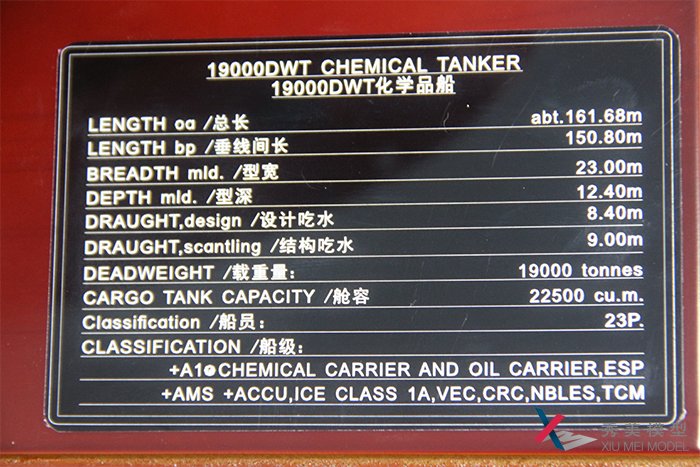 19000DWT CHEMICAL TANKER
19000DWT化学品船
LENGTH oa /总长 abt.161.68m
LENGTH bp /垂线间长 150.80m
BREADTH mld. /型宽 23.00m
DEPTH mld. /型深 12.40m
DRAUGHT,design /设计吃水 8.40m
DRAUGHT,scantling /结构吃水 9.00m
DEADWEIGHT /载重量: 19000 tonnes
CARGO TANK CAPACITY /舱容 22500 cu.m.
Classification /船员: 23P.
CLASSIFICATION /船级:
+A1⊕CHEMICAL CARRIER AND OIL CARRIER,ESP
+AMS +ACCU,ICE CLASS 1A,VEC,CRC,NBLES,TCM
秀美模型
XIU MEI MODEL